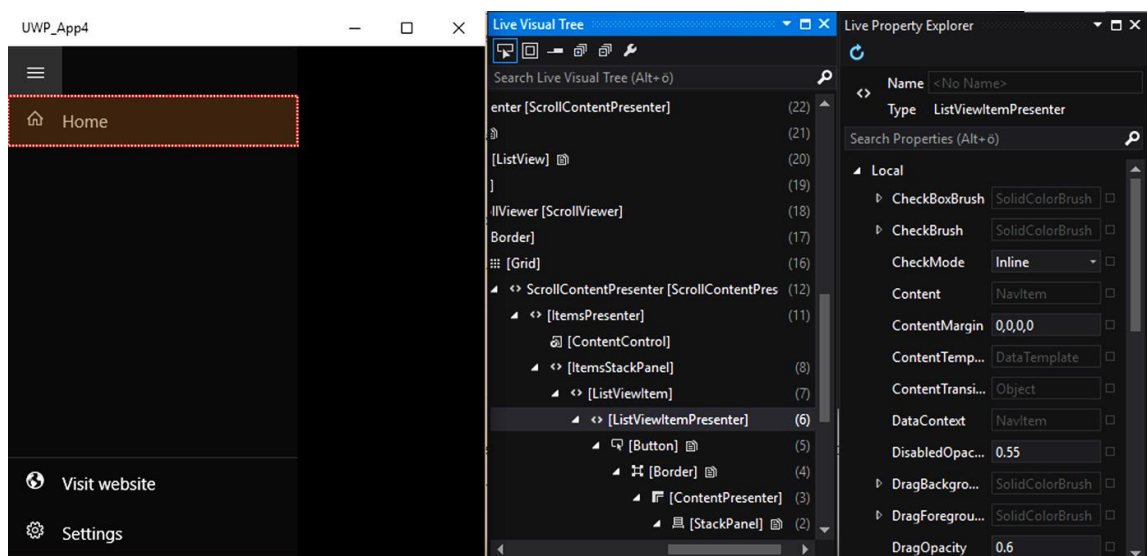 UWP_App4
Home
Visit website
Settings
Live Visual Tree
Search Live Visual Tree (Alt+ö)
enter [ScrollContentPresenter] (22)
(21)
[ListView] (20)
] (19)
llViewer [ScrollViewer] (18)
Border] (17)
[Grid] (16)
ScrollContentPresenter [ScrollContentPres (12)
[ItemsPresenter] (11)
[ContentControl]
[ItemsStackPanel] (8)
[ListViewItem] (7)
[ListViewItemPresenter] (6)
[Button] (5)
[Border] (4)
[ContentPresenter] (3)
[StackPanel] (2)
Live Property Explorer
Name <No Name>
Type ListViewItemPresenter
Search Properties (Alt+ö)
Local
CheckBoxBrush SolidColorBrush
CheckBrush SolidColorBrush
CheckMode Inline
Content NavItem
ContentMargin 0,0,0,0
ContentTemp... DataTemplate
ContentTransi... Object
DataContext NavItem
DisabledOpac... 0.55
DragBackgro... SolidColorBrush
DragForegrou... SolidColorBrush
DragOpacity 0.6